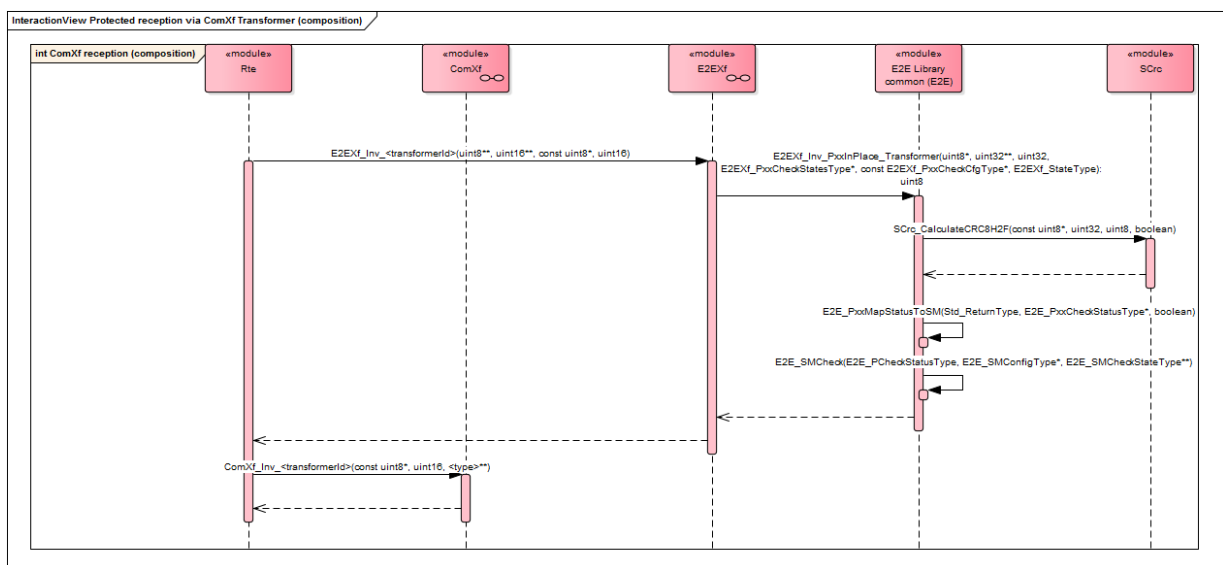 InteractionView Protected reception via ComXf Transformer (composition)
int ComXf reception (composition)
«module»
Rte
«module»
ComXf
«module»
E2EXf
«module»
E2E Library
common (E2E)
«module»
SCrc
E2EXf_Inv_<transformerId>(uint8**, uint16**, const uint8*, uint16)
E2EXf_Inv_PxxInPlace_Transformer(uint8*, uint32**, uint32,
E2EXf_PxxCheckStatesType*, const E2EXf_PxxCheckCfgType*, E2EXf_StateType):
uint8
SCrc_CalculateCRC8H2F(const uint8*, uint32, uint8, boolean)
E2E_PxxMapStatusToSM(Std_ReturnType, E2E_PxxCheckStatusType*, boolean)
E2E_SMCheck(E2E_PCheckStatusType, E2E_SMConfigType*, E2E_SMCheckStateType**)
ComXf_Inv_<transformerId>(const uint8*, uint16, <type>**)